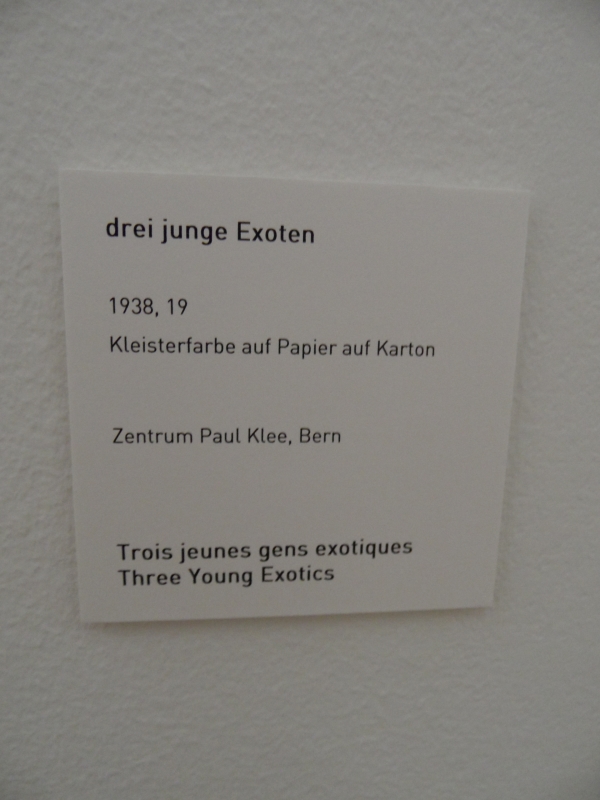 drei junge Exoten
1938, 19
Kleisterfarbe auf Papier auf Karton
Zentrum Paul Klee, Bern
Trois jeunes gens exotiques
Three Young Exotics